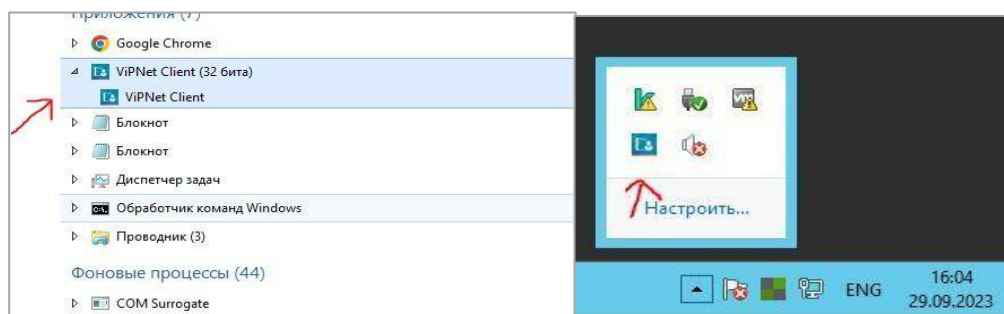 Приложения (7)
Google Chrome
ViPNet Client (32 бита)
ViPNet Client
Блокнот
Блокнот
Диспетчер задач
Обработчик команд Windows
Проводник (3)
Фоновые процессы (44)
COM Surrogate
Настроить...
ENG
16:04
29.09.2023